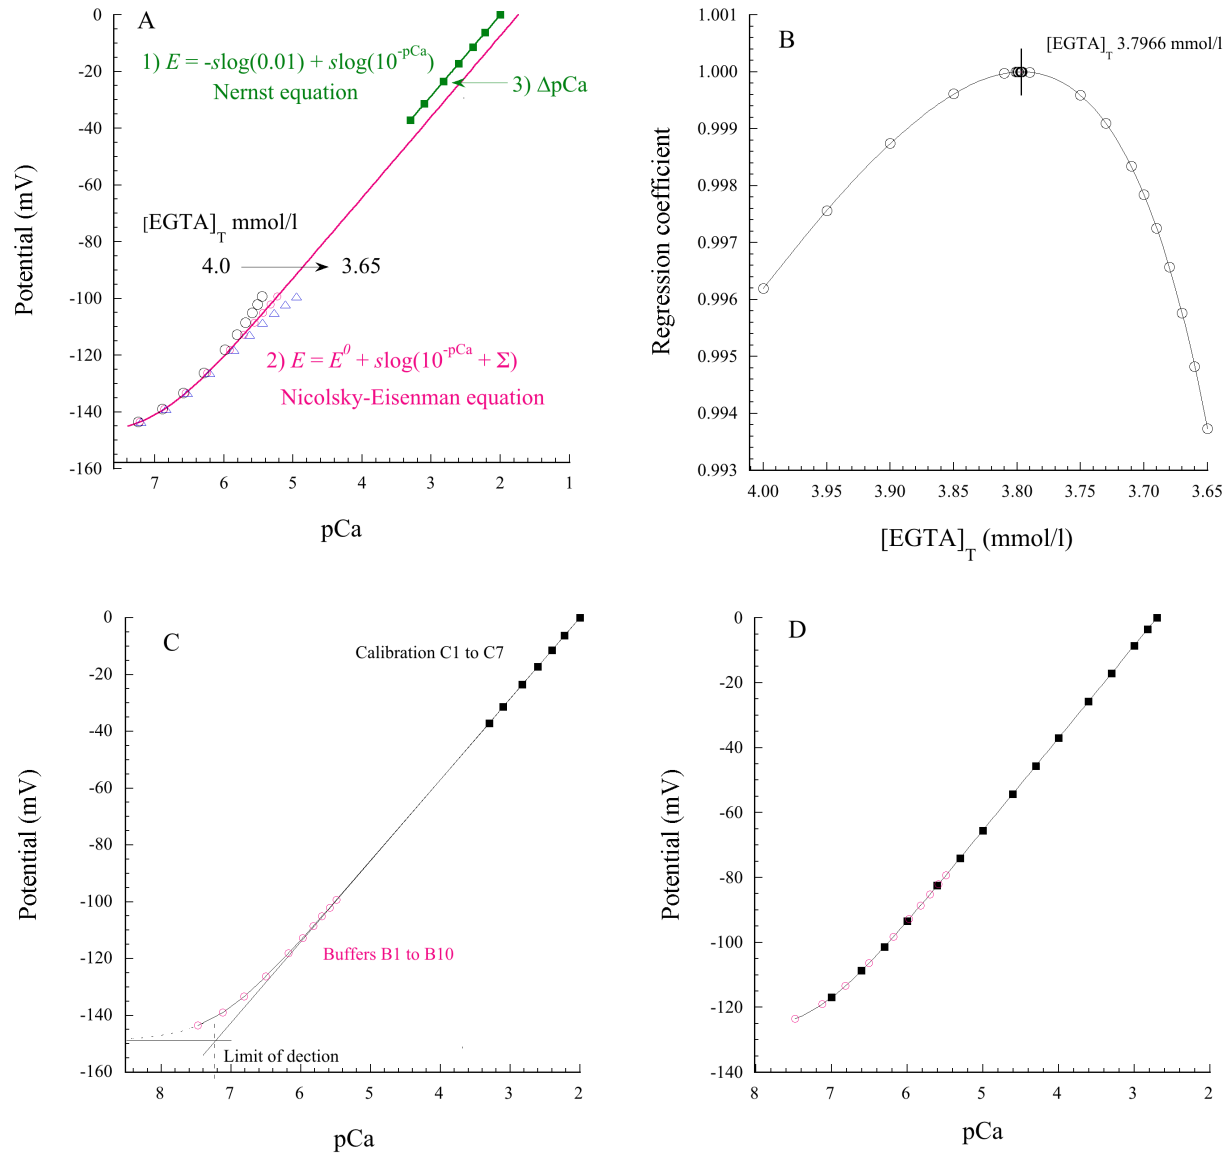 A
1) E = -slog(0.01) + slog(10^-pCa)
Nernst equation
3) ΔpCa
[EGTA]_T mmol/l
4.0 → 3.65
2) E = E^0 + slog(10^-pCa + Σ)
Nicolsky-Eisenman equation
Potential (mV)
0
-20
-40
-60
-80
-100
-120
-140
-160
7 6 5 4 3 2 1
pCa
B
[EGTA]_T 3.7966 mmol/l
Regression coefficient
1.001
1.000
0.999
0.998
0.997
0.996
0.995
0.994
0.993
4.00 3.95 3.90 3.85 3.80 3.75 3.70 3.65
[EGTA]_T (mmol/l)
C
Calibration C1 to C7
Buffers B1 to B10
Limit of dection
Potential (mV)
0
-20
-40
-60
-80
-100
-120
-140
-160
8 7 6 5 4 3 2
pCa
D
Potential (mV)
0
-20
-40
-60
-80
-100
-120
-140
8 7 6 5 4 3 2
pCa